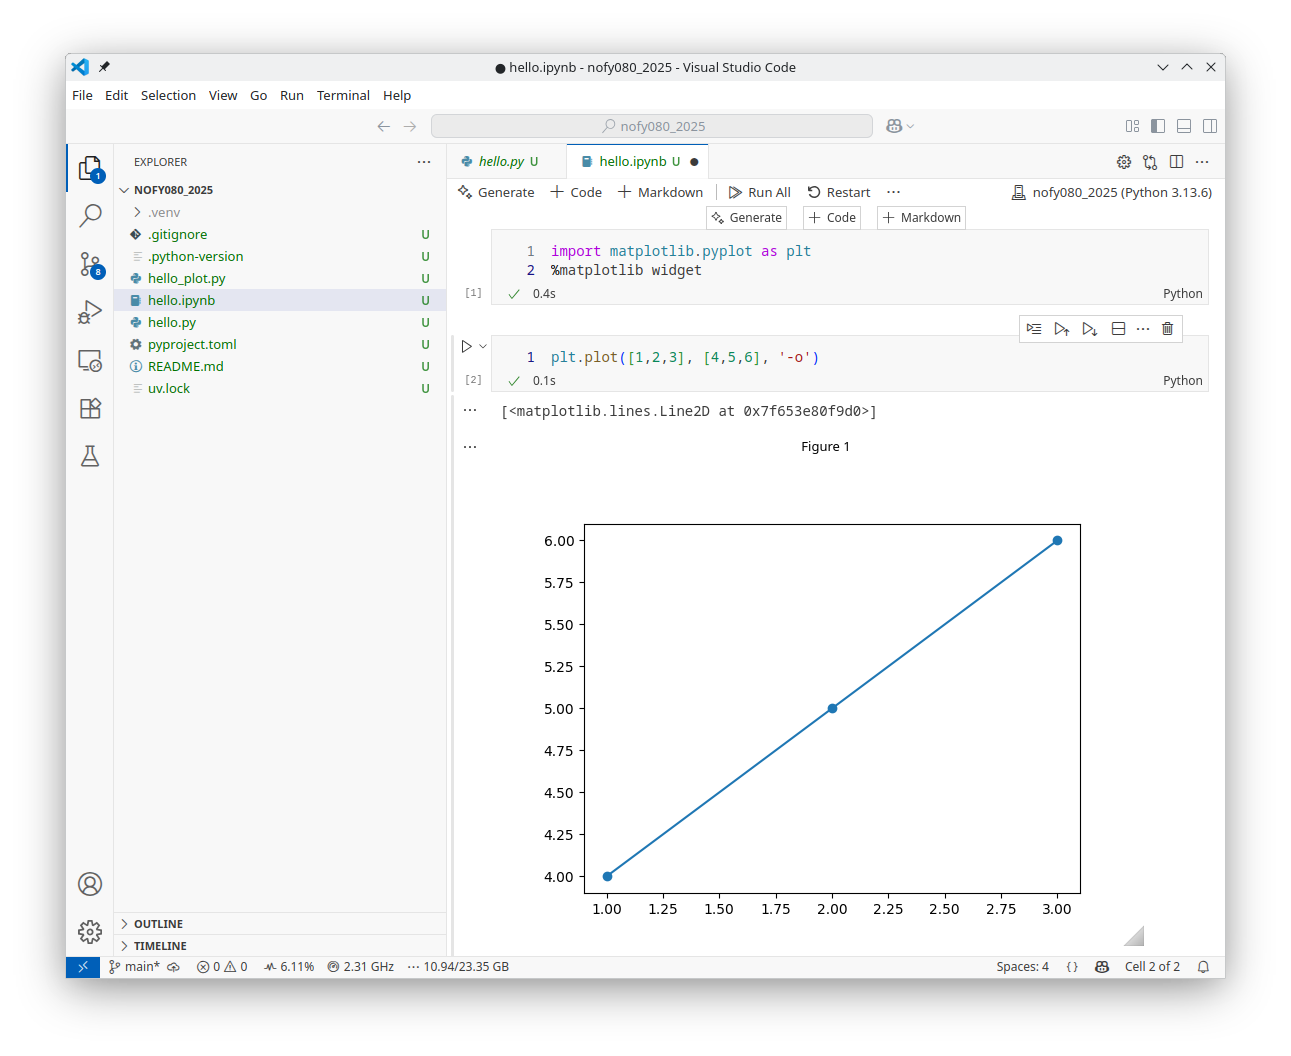 ● hello.ipynb - nofy080_2025 - Visual Studio Code
File Edit Selection View Go Run Terminal Help
nofy080_2025
EXPLORER
NOFY080_2025
.venv
.gitignore U
.python-version U
hello_plot.py U
hello.ipynb U
hello.py U
pyproject.toml U
README.md U
uv.lock U
OUTLINE
TIMELINE
1
8
hello.py U
hello.ipynb U ●
Generate + Code + Markdown Run All Restart ··· nofy080_2025 (Python 3.13.6)
Generate + Code + Markdown
1 import matplotlib.pyplot as plt
2 %matplotlib widget
[1] ✓ 0.4s Python
1 plt.plot([1,2,3], [4,5,6], '-o')
[2] ✓ 0.1s Python
[<matplotlib.lines.Line2D at 0x7f653e80f9d0>]
Figure 1
6.00
5.75
5.50
5.25
5.00
4.75
4.50
4.25
4.00
1.00 1.25 1.50 1.75 2.00 2.25 2.50 2.75 3.00
main* 0 0 6.11% 2.31 GHz ··· 10.94/23.35 GB Spaces: 4 {} Cell 2 of 2